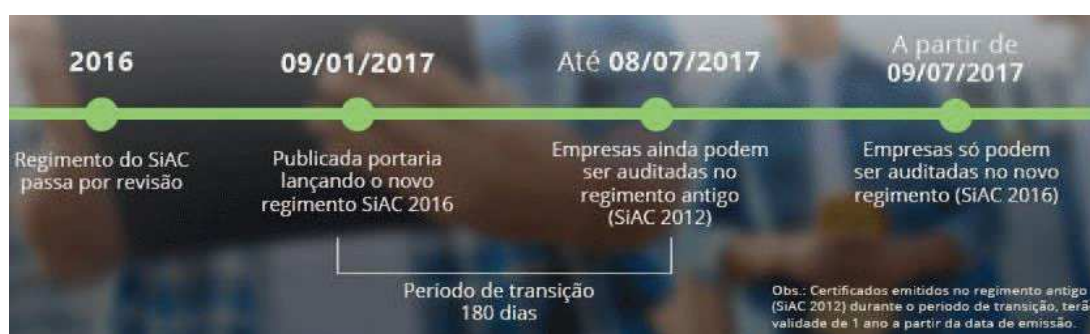 2016
Regimento do SiAC
passa por revisão
09/01/2017
Publicada portaria
lançando o novo
regimento SiAC 2016
Até 08/07/2017
Empresas ainda podem
ser auditadas no
regimento antigo
(SiAC 2012)
A partir de
09/07/2017
Empresas só podem
ser auditadas no novo
regimento (SiAC 2016)
Período de transição
180 dias
Obs.: Certificados emitidos no regimento antigo
(SiAC 2012) durante o período de transição, terão
validade de 1 ano a partir da data de emissão